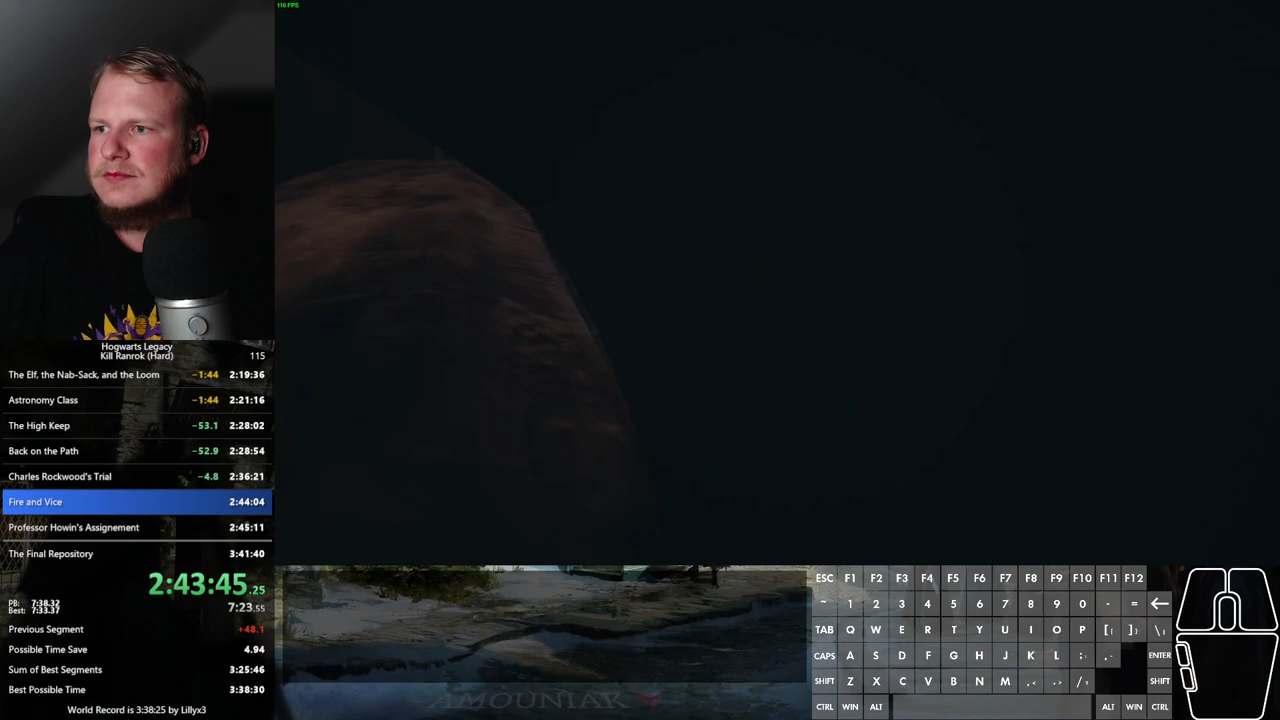 116 FPS
Hogwarts Legacy
Kill Ranrok (Hard) 115
The Elf, the Nab-Sack, and the Loom −1:44 2:19:36
Astronomy Class −1:44 2:21:16
The High Keep −53.1 2:28:02
Back on the Path −52.9 2:28:54
Charles Rockwood's Trial −4.8 2:36:21
Fire and Vice 2:44:04
Professor Howin's Assignement 2:45:11
The Final Repository 3:41:40
2:43:45.25
PB: 7:38.32
Best: 7:33.37 7:23.55
Previous Segment +48.1
Possible Time Save 4.94
Sum of Best Segments 3:25:46
Best Possible Time 3:38:30
World Record is 3:38:25 by Lillyx3
AMOUNIAR
ESC F1 F2 F3 F4 F5 F6 F7 F8 F9 F10 F11 F12
~ 1 2 3 4 5 6 7 8 9 0 - = ←
TAB Q W E R T Y U I O P [{ ]} \|
CAPS A S D F G H J K L ;: ,- ENTER
SHIFT Z X C V B N M ,< .> /? SHIFT
CTRL WIN ALT ALT WIN CTRL